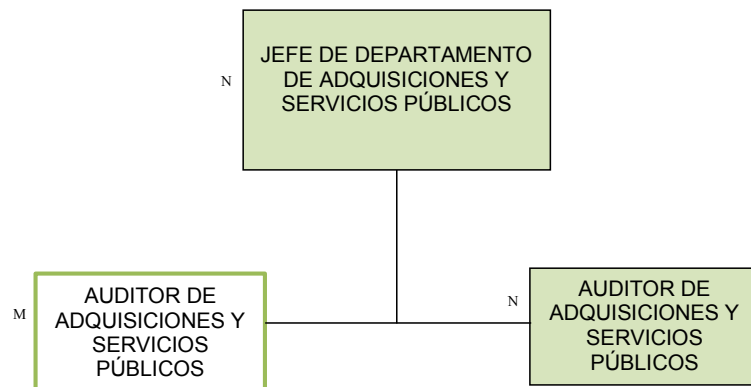 JEFE DE DEPARTAMENTO
DE ADQUISICIONES Y
SERVICIOS PÚBLICOS
N
AUDITOR DE
ADQUISICIONES Y
SERVICIOS
PÚBLICOS
M
AUDITOR DE
ADQUISICIONES Y
SERVICIOS
PÚBLICOS
N